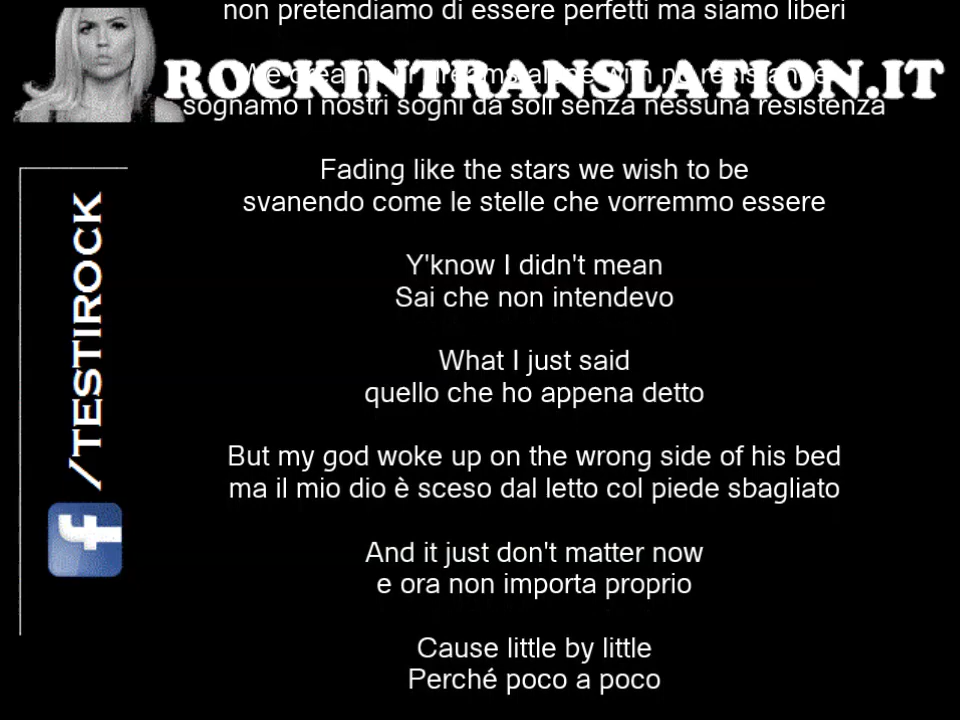 non pretendiamo di essere perfetti ma siamo liberi
ROCKINTRANSLATION.IT
sognamo i nostri sogni da soli senza nessuna resistenza
Fading like the stars we wish to be
svanendo come le stelle che vorremmo essere
/TESTIROCK
f
Y'know I didn't mean
Sai che non intendevo
What I just said
quello che ho appena detto
But my god woke up on the wrong side of his bed
ma il mio dio è sceso dal letto col piede sbagliato
And it just don't matter now
e ora non importa proprio
Cause little by little
Perché poco a poco